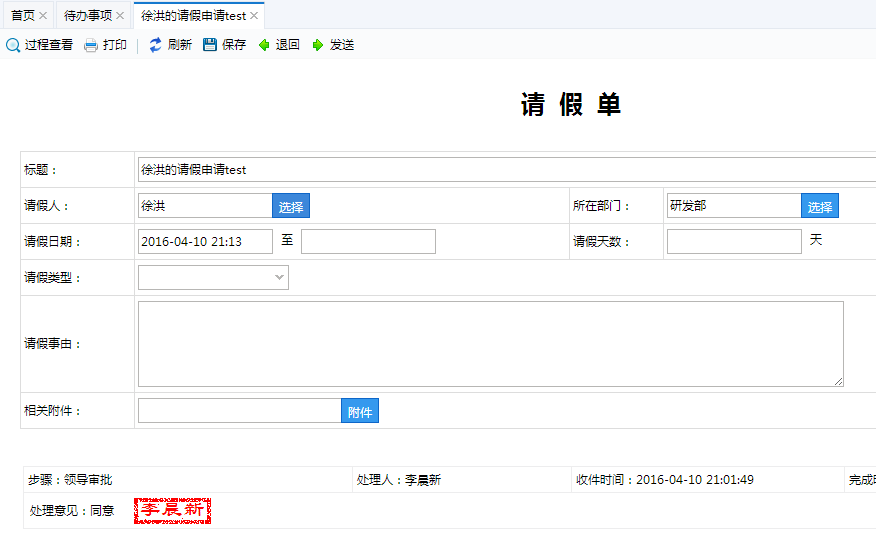 首页 待办事项 徐洪的请假申请test
过程查看 打印 刷新 保存 退回 发送
请 假 单
标题： 徐洪的请假申请test
请假人： 徐洪 选择 所在部门： 研发部 选择
请假日期： 2016-04-10 21:13 至 请假天数： 天
请假类型：
请假事由：
相关附件： 附件
步骤：领导审批 处理人：李晨新 收件时间：2016-04-10 21:01:49 完成
处理意见：同意 李晨新